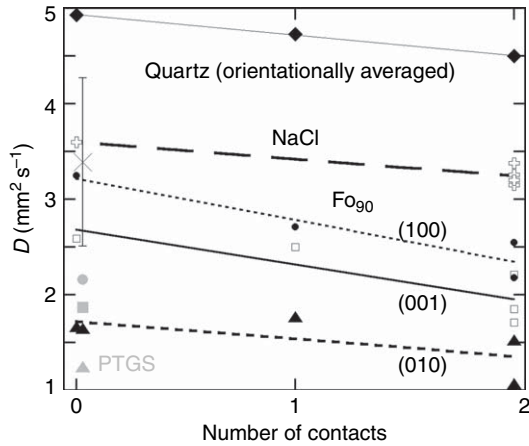 5
Quartz (orientationally averaged)
4
NaCl
D (mm² s⁻¹)
3
Fo₉₀
(100)
(001)
2
PTGS
(010)
1
0
1
2
Number of contacts